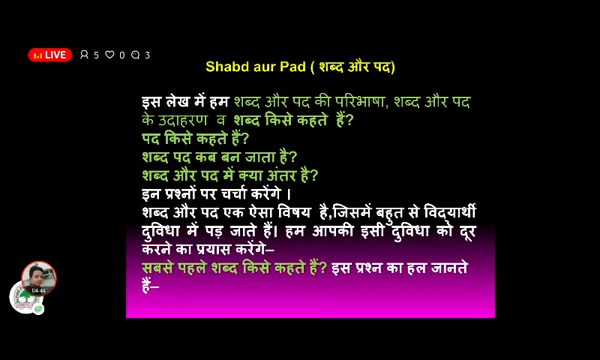 LIVE 5 0 3
Shabd aur Pad ( शब्द और पद)
इस लेख में हम शब्द और पद की परिभाषा, शब्द और पद
के उदाहरण व शब्द किसे कहते हैं?
पद किसे कहते हैं?
शब्द पद कब बन जाता है?
शब्द और पद में क्या अंतर है?
इन प्रश्नों पर चर्चा करेंगे ।
शब्द और पद एक ऐसा विषय है,जिसमें बहुत से विद्यार्थी
दुविधा में पड़ जाते हैं। हम आपकी इसी दुविधा को दूर
करने का प्रयास करेंगे–
सबसे पहले शब्द किसे कहते हैं? इस प्रश्न का हल जानते
हैं–
04:44